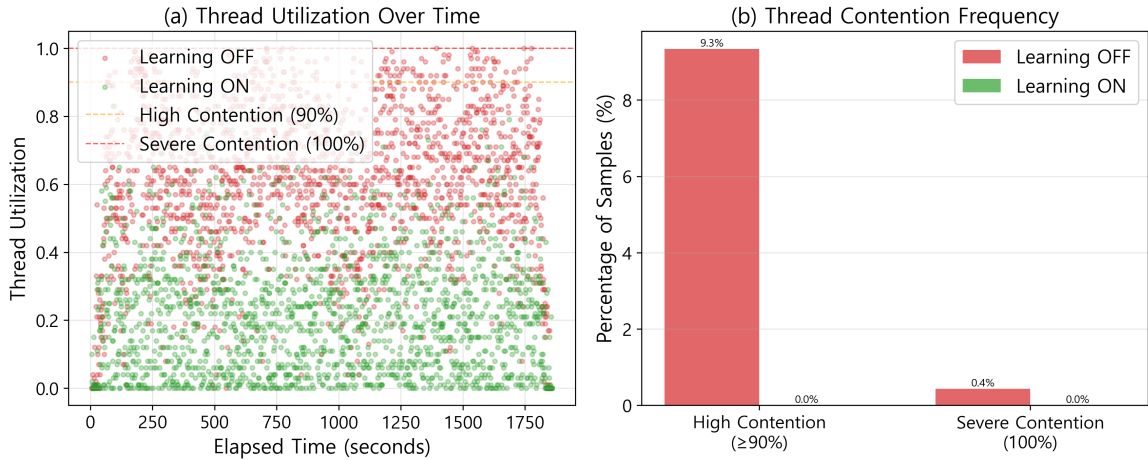 (a) Thread Utilization Over Time
Thread Utilization
1.0
0.8
0.6
0.4
0.2
0.0
Learning OFF
Learning ON
High Contention (90%)
Severe Contention (100%)
0 250 500 750 1000 1250 1500 1750
Elapsed Time (seconds)
(b) Thread Contention Frequency
Percentage of Samples (%)
8
6
4
2
0
9.3%
0.0%
0.4%
0.0%
Learning OFF
Learning ON
High Contention
(≥90%)
Severe Contention
(100%)